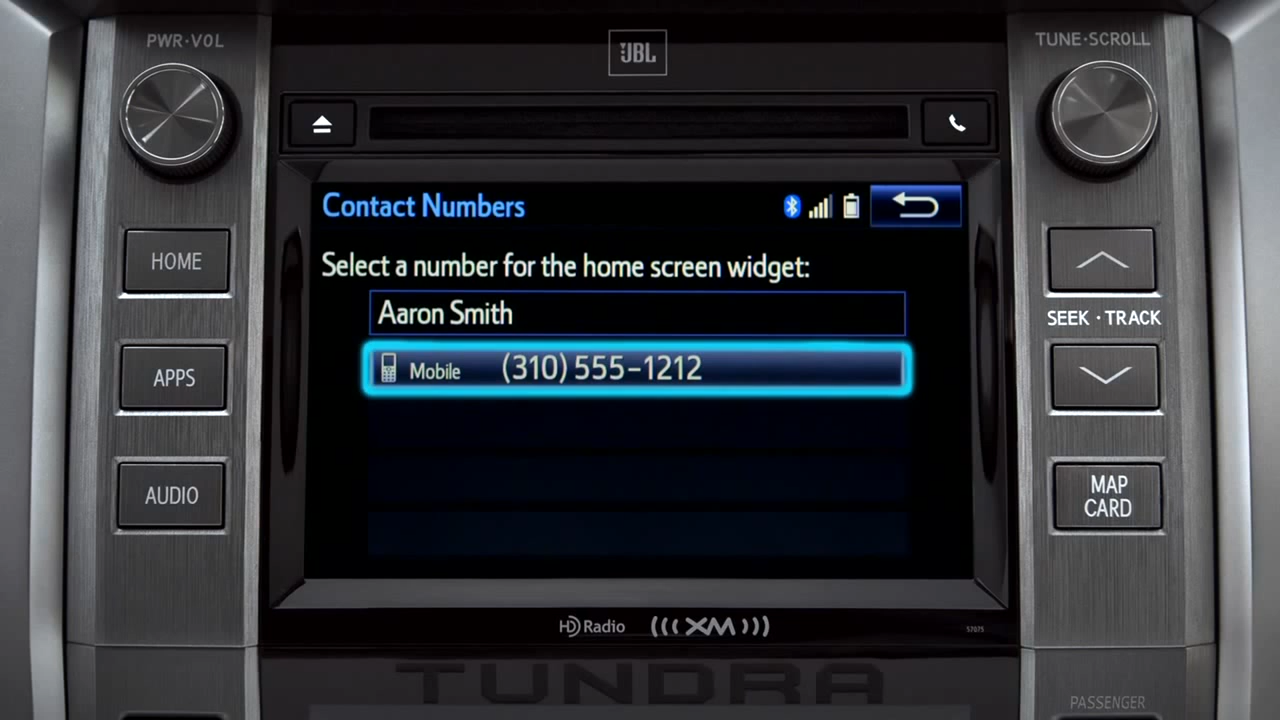 PWR·VOL
JBL
TUNE·SCROLL
Contact Numbers
Select a number for the home screen widget:
Aaron Smith
Mobile (310) 555-1212
HOME
APPS
AUDIO
SEEK · TRACK
MAP
CARD
HD Radio
XM
57075
TUNDRA
PASSENGER